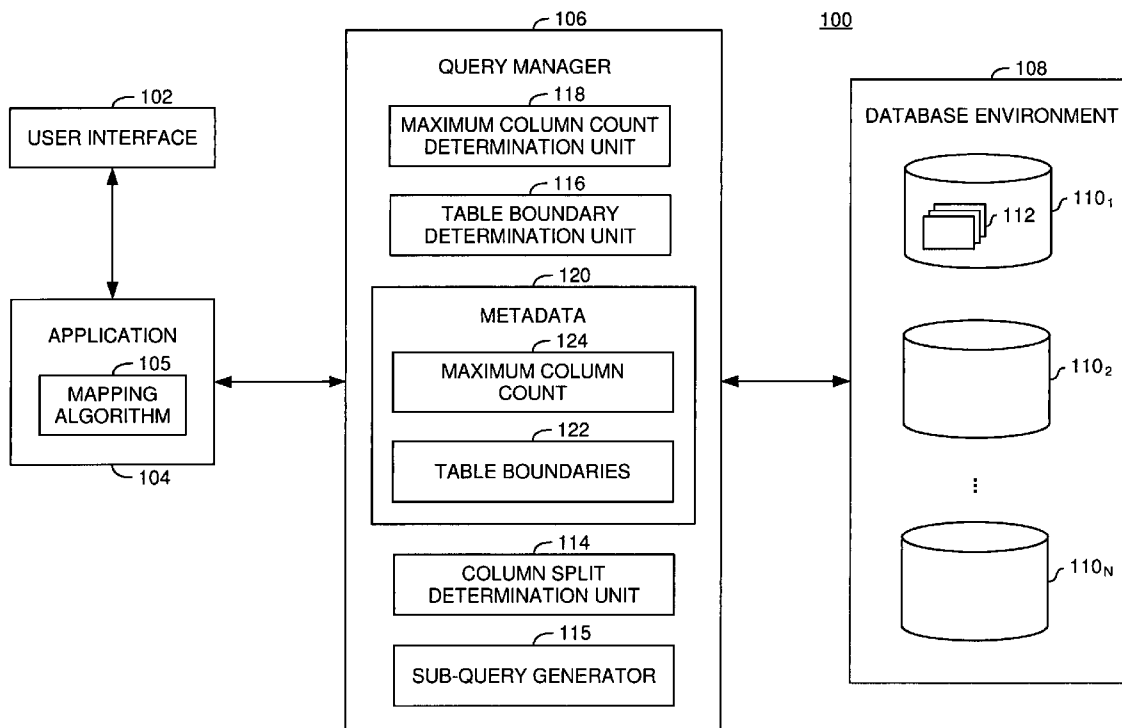 100
102
USER INTERFACE
APPLICATION
105
MAPPING
ALGORITHM
104
106
QUERY MANAGER
118
MAXIMUM COLUMN COUNT
DETERMINATION UNIT
116
TABLE BOUNDARY
DETERMINATION UNIT
120
METADATA
124
MAXIMUM COLUMN
COUNT
122
TABLE BOUNDARIES
114
COLUMN SPLIT
DETERMINATION UNIT
115
SUB-QUERY GENERATOR
108
DATABASE ENVIRONMENT
112
110₁
110₂
⋮
110N